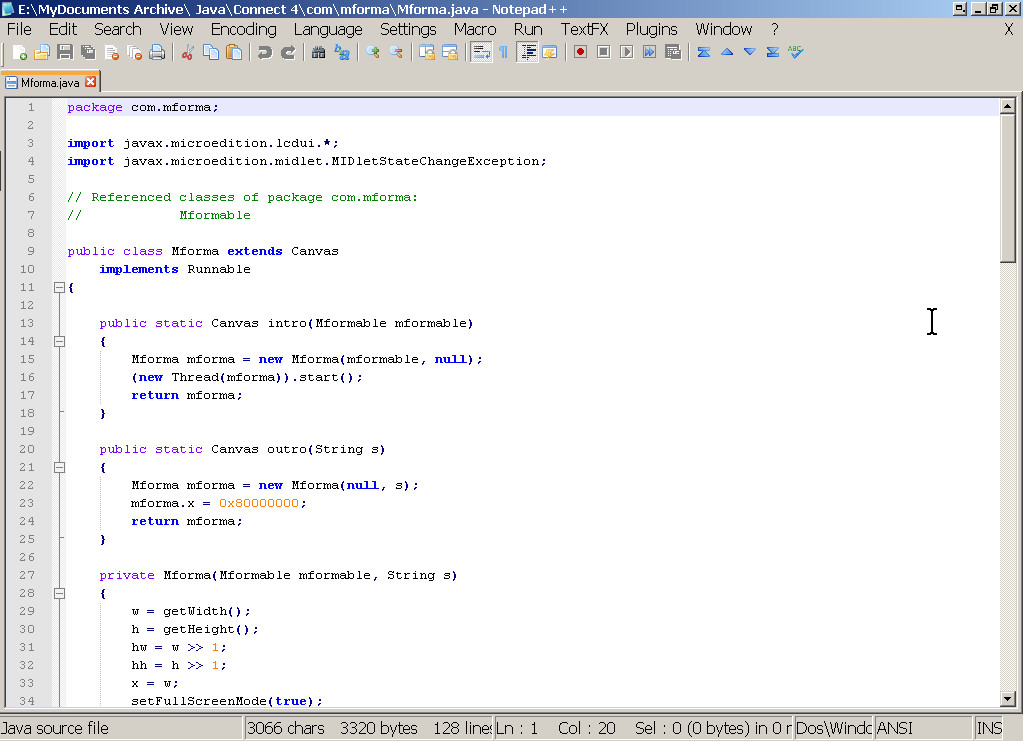 E:\MyDocuments Archive\ Java\Connect 4\com\mforma\Mforma.java - Notepad++
File Edit Search View Encoding Language Settings Macro Run TextFX Plugins Window ? X
Mforma.java
1 package com.mforma;
2
3 import javax.microedition.lcdui.*;
4 import javax.microedition.midlet.MIDletStateChangeException;
5
6 // Referenced classes of package com.mforma:
7 //            Mformable
8
9 public class Mforma extends Canvas
10     implements Runnable
11 {
12
13     public static Canvas intro(Mformable mformable)
14     {
15         Mforma mforma = new Mforma(mformable, null);
16         (new Thread(mforma)).start();
17         return mforma;
18     }
19
20     public static Canvas outro(String s)
21     {
22         Mforma mforma = new Mforma(null, s);
23         mforma.x = 0x80000000;
24         return mforma;
25     }
26
27     private Mforma(Mformable mformable, String s)
28     {
29         w = getWidth();
30         h = getHeight();
31         hw = w >> 1;
32         hh = h >> 1;
33         x = w;
34         setFullScreenMode(true);
Java source file 3066 chars 3320 bytes 128 lines Ln : 1 Col : 20 Sel : 0 (0 bytes) in 0 r Dos\Windo ANSI INS